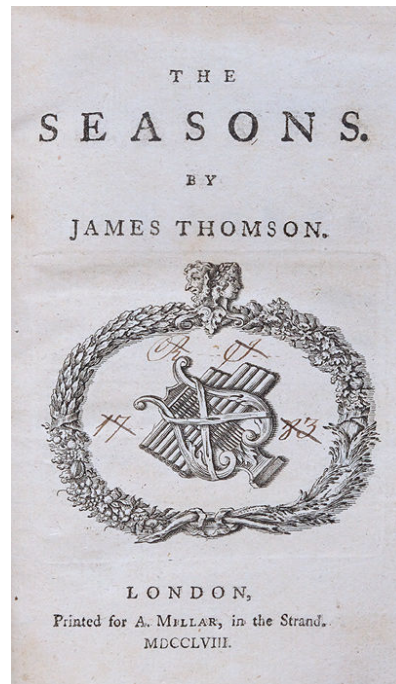 THE
SEASONS.
BY
JAMES THOMSON.
17 83
LONDON,
Printed for A. MILLAR, in the Strand.
MDCCLVIII.